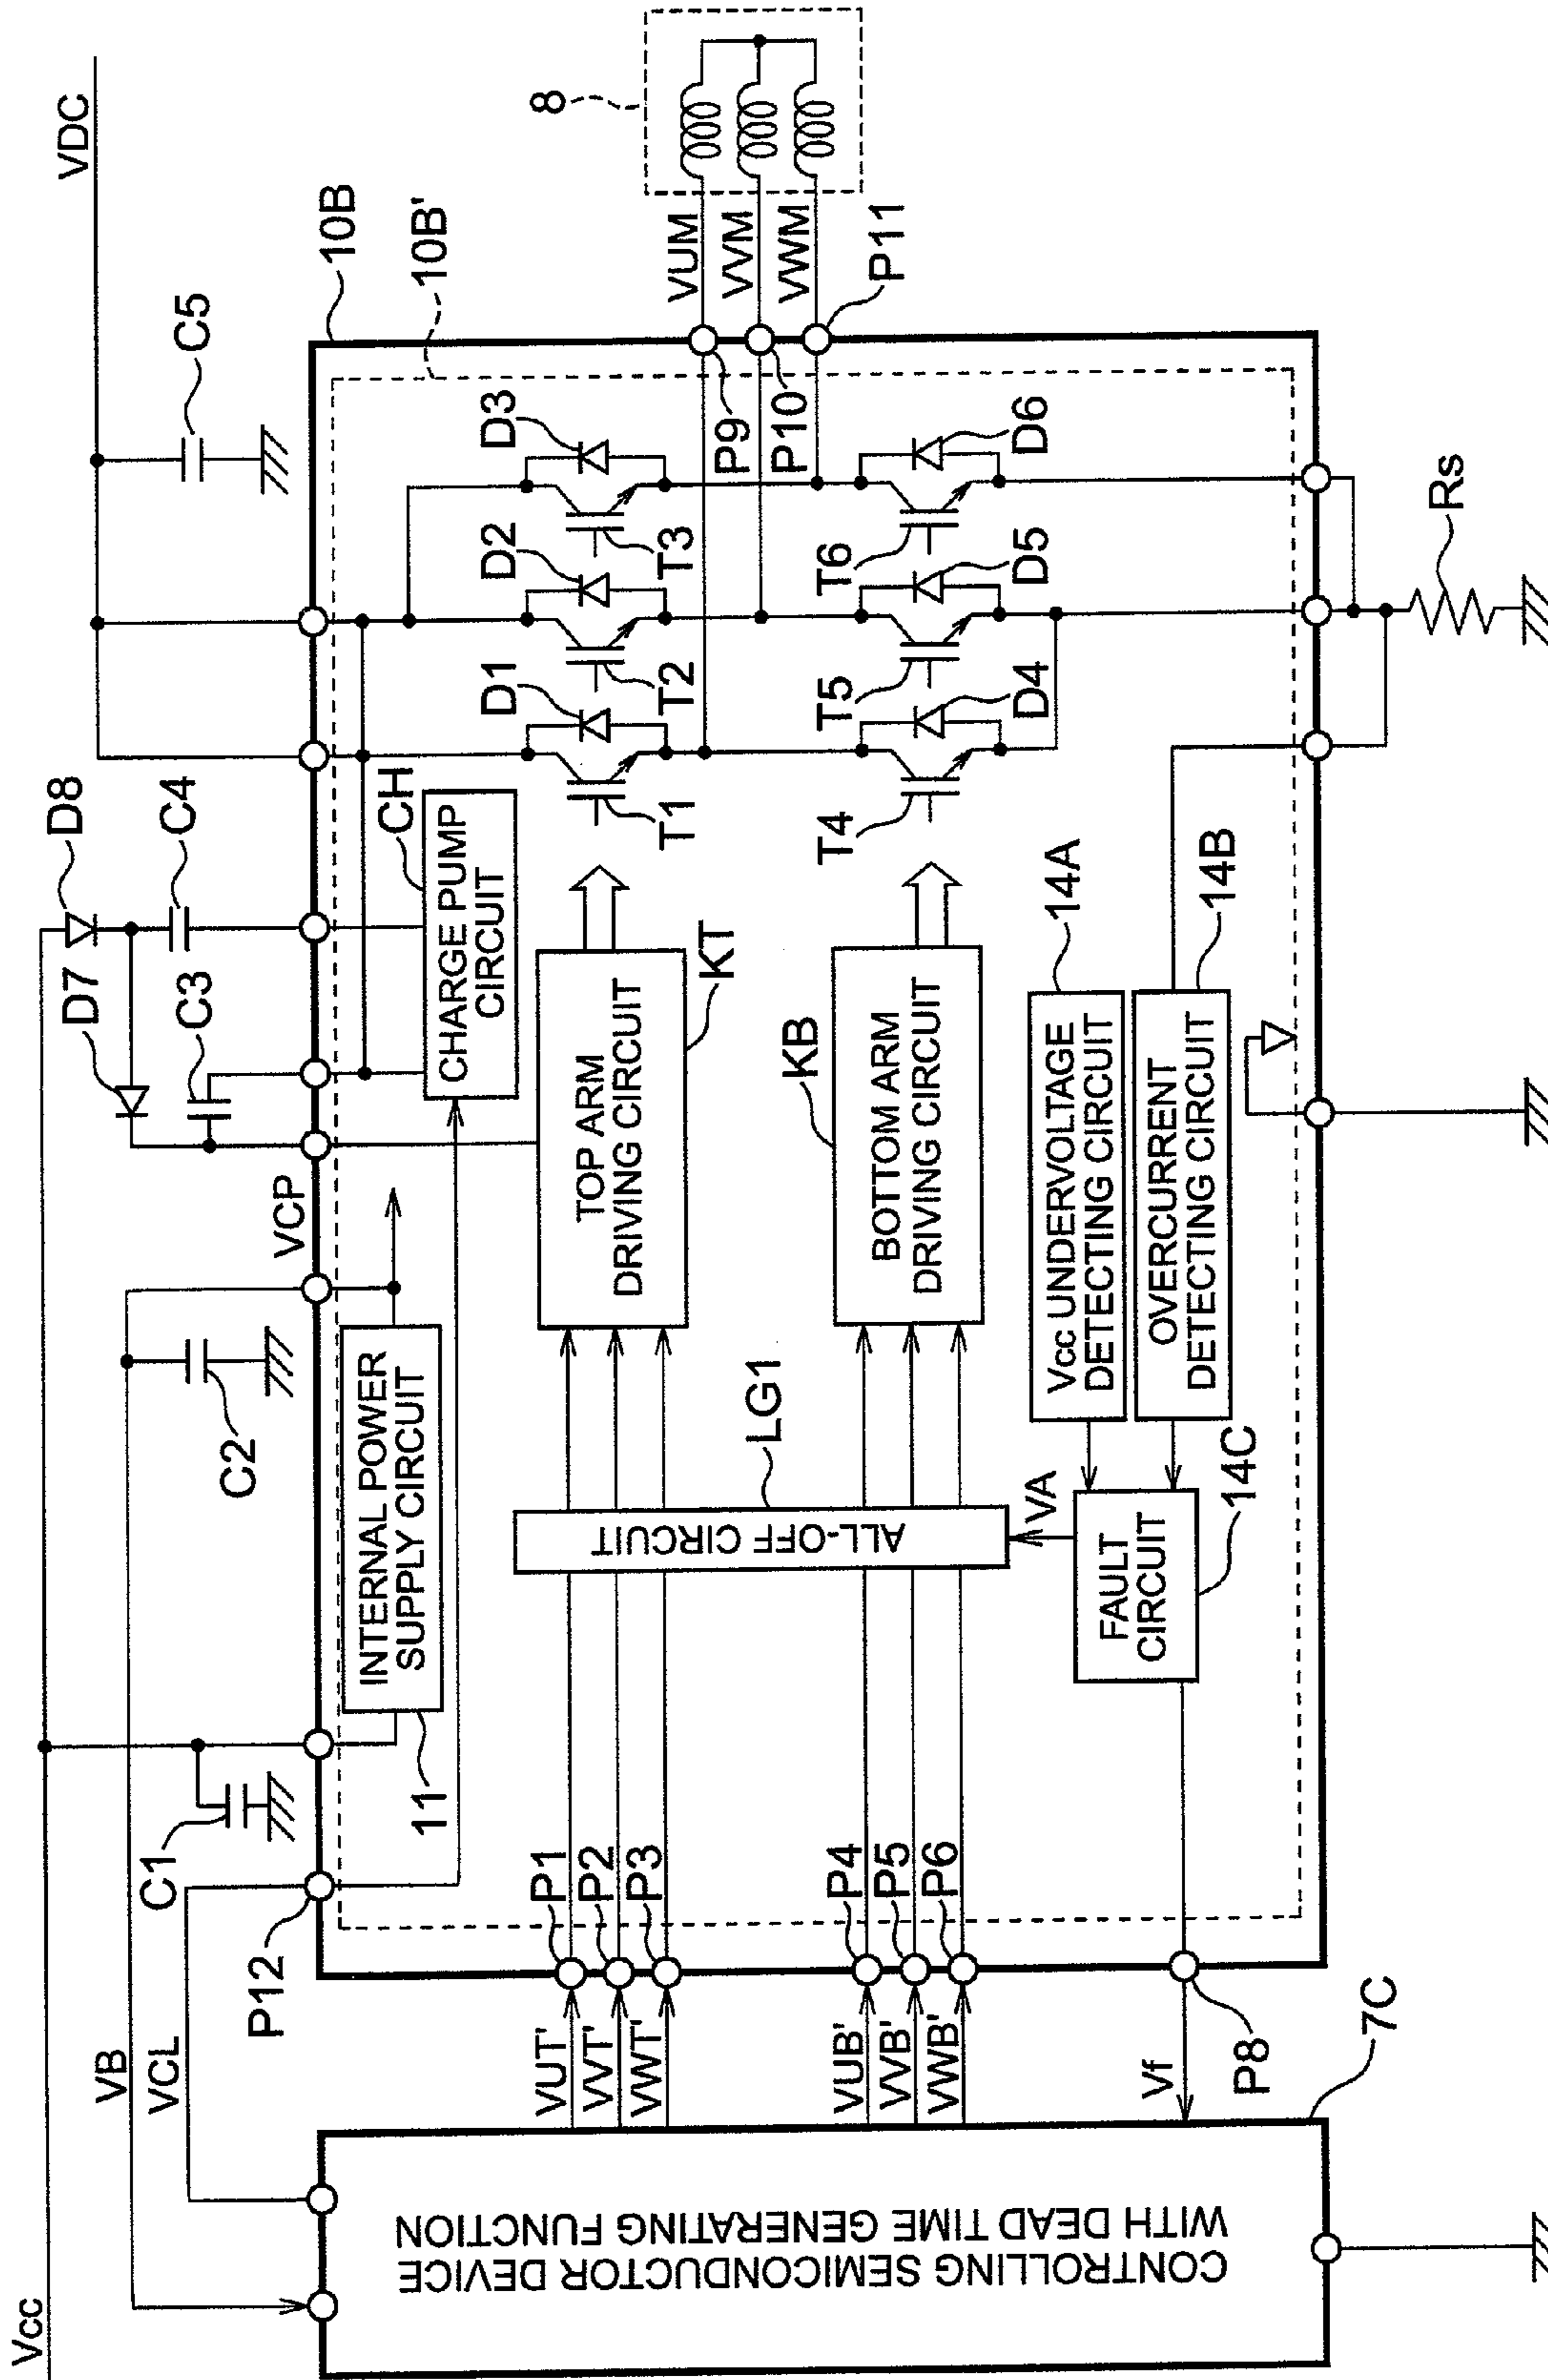 Vcc
VB
VCL
P12
C1
C2
VCP
D7
D8
C3
C4
VDC
C5
10B
10B'
INTERNAL POWER
SUPPLY CIRCUIT
11
CH
CHARGE PUMP
CIRCUIT
D1
D2
D3
T1
T2
T3
TOP ARM
DRIVING CIRCUIT
KT
8
VUM
VVM
VWM
P9
P10
P11
VUT'
VVT'
VWT'
P1
P2
P3
ALL-OFF CIRCUIT
LG1
KB
BOTTOM ARM
DRIVING CIRCUIT
T4
T5
T6
D4
D5
D6
VUB'
VVB'
VWB'
P4
P5
P6
Vcc UNDERVOLTAGE
DETECTING CIRCUIT
14A
OVERCURRENT
DETECTING CIRCUIT
14B
VA
FAULT
CIRCUIT
14C
Vf
P8
7C
CONTROLLING SEMICONDUCTOR DEVICE
WITH DEAD TIME GENERATING FUNCTION
Rs